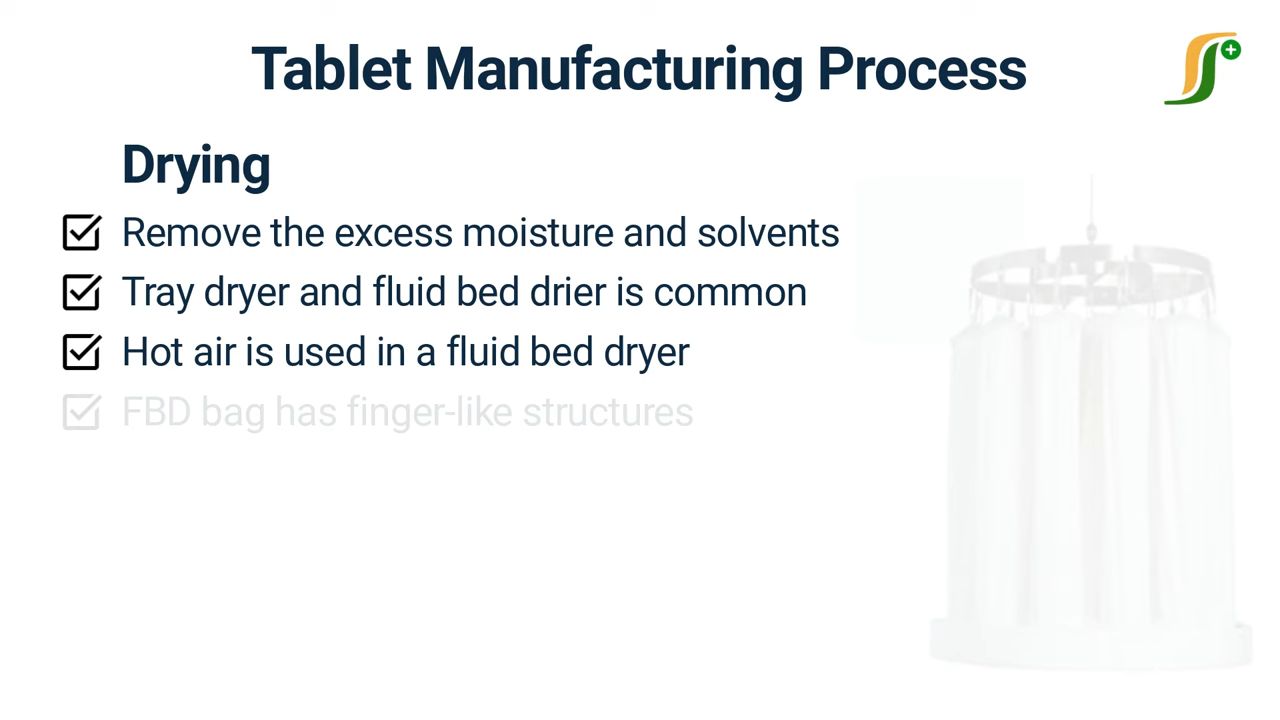 Tablet Manufacturing Process
Drying
Remove the excess moisture and solvents
Tray dryer and fluid bed drier is common
Hot air is used in a fluid bed dryer
FBD bag has finger-like structures